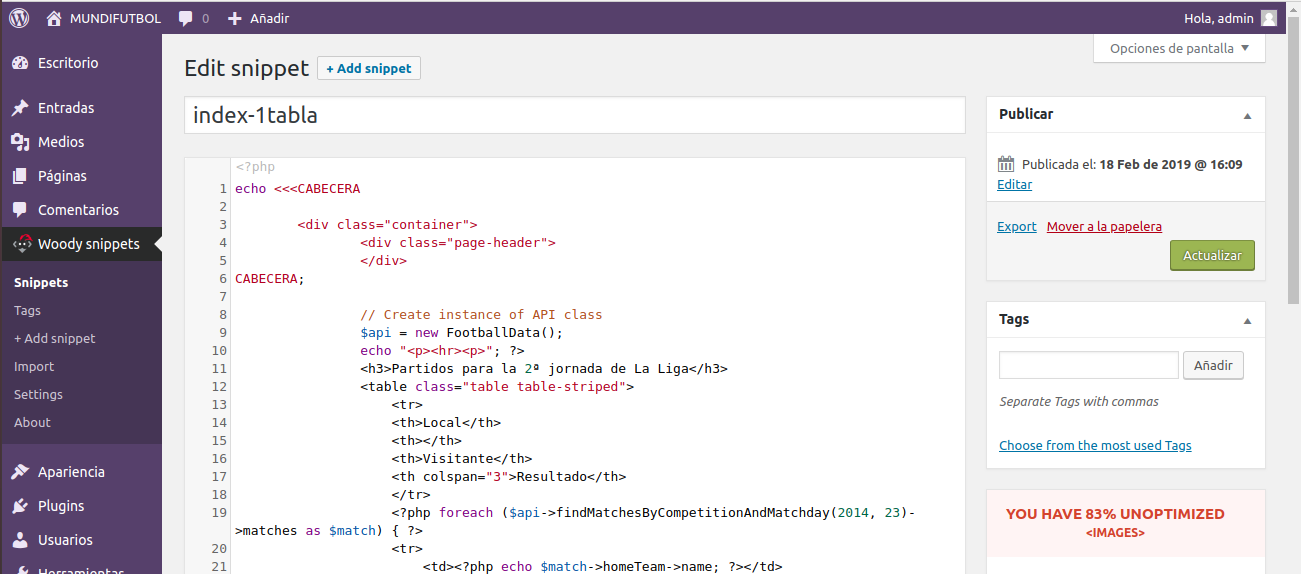 MUNDIFUTBOL 0 Añadir Hola, admin
Opciones de pantalla
Escritorio
Entradas
Medios
Páginas
Comentarios
Woody snippets
Snippets
Tags
+ Add snippet
Import
Settings
About
Apariencia
Plugins
Usuarios
Herramientas
Edit snippet + Add snippet
index-1tabla
<?php
1 echo <<<CABECERA
2
3 <div class="container">
4 <div class="page-header">
5 </div>
6 CABECERA;
7
8 // Create instance of API class
9 $api = new FootballData();
10 echo "<p><hr><p>"; ?>
11 <h3>Partidos para la 2ª jornada de La Liga</h3>
12 <table class="table table-striped">
13 <tr>
14 <th>Local</th>
15 <th></th>
16 <th>Visitante</th>
17 <th colspan="3">Resultado</th>
18 </tr>
19 <?php foreach ($api->findMatchesByCompetitionAndMatchday(2014, 23)-
>matches as $match) { ?>
20 <tr>
21 <td><?php echo $match->homeTeam->name; ?></td>
Publicar
Publicada el: 18 Feb de 2019 @ 16:09
Editar
Export Mover a la papelera
Actualizar
Tags
Añadir
Separate Tags with commas
Choose from the most used Tags
YOU HAVE 83% UNOPTIMIZED
<IMAGES>